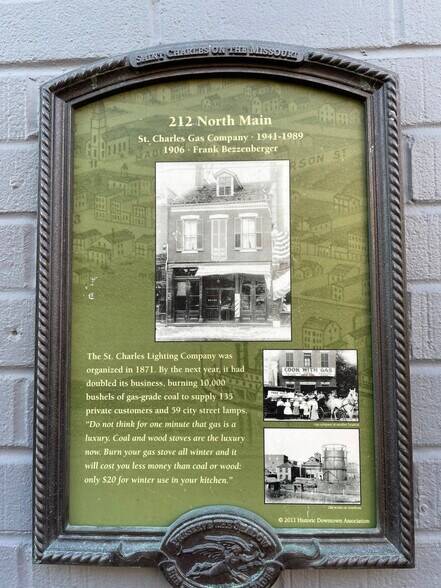 SAINT CHARLES ON THE MISSOURI
212 North Main
St. Charles Gas Company · 1941-1989
1906 · Frank Bezzenberger
The St. Charles Lighting Company was
organized in 1871. By the next year, it had
doubled its business, burning 10,000
bushels of gas-grade coal to supply 135
private customers and 59 city street lamps.
"Do not think for one minute that gas is a
luxury. Coal and wood stoves are the luxury
now. Burn your gas stove all winter and it
will cost you less money than coal or wood:
only $20 for winter use in your kitchen."
COOK WITH GAS
© 2011 Historic Downtown Association